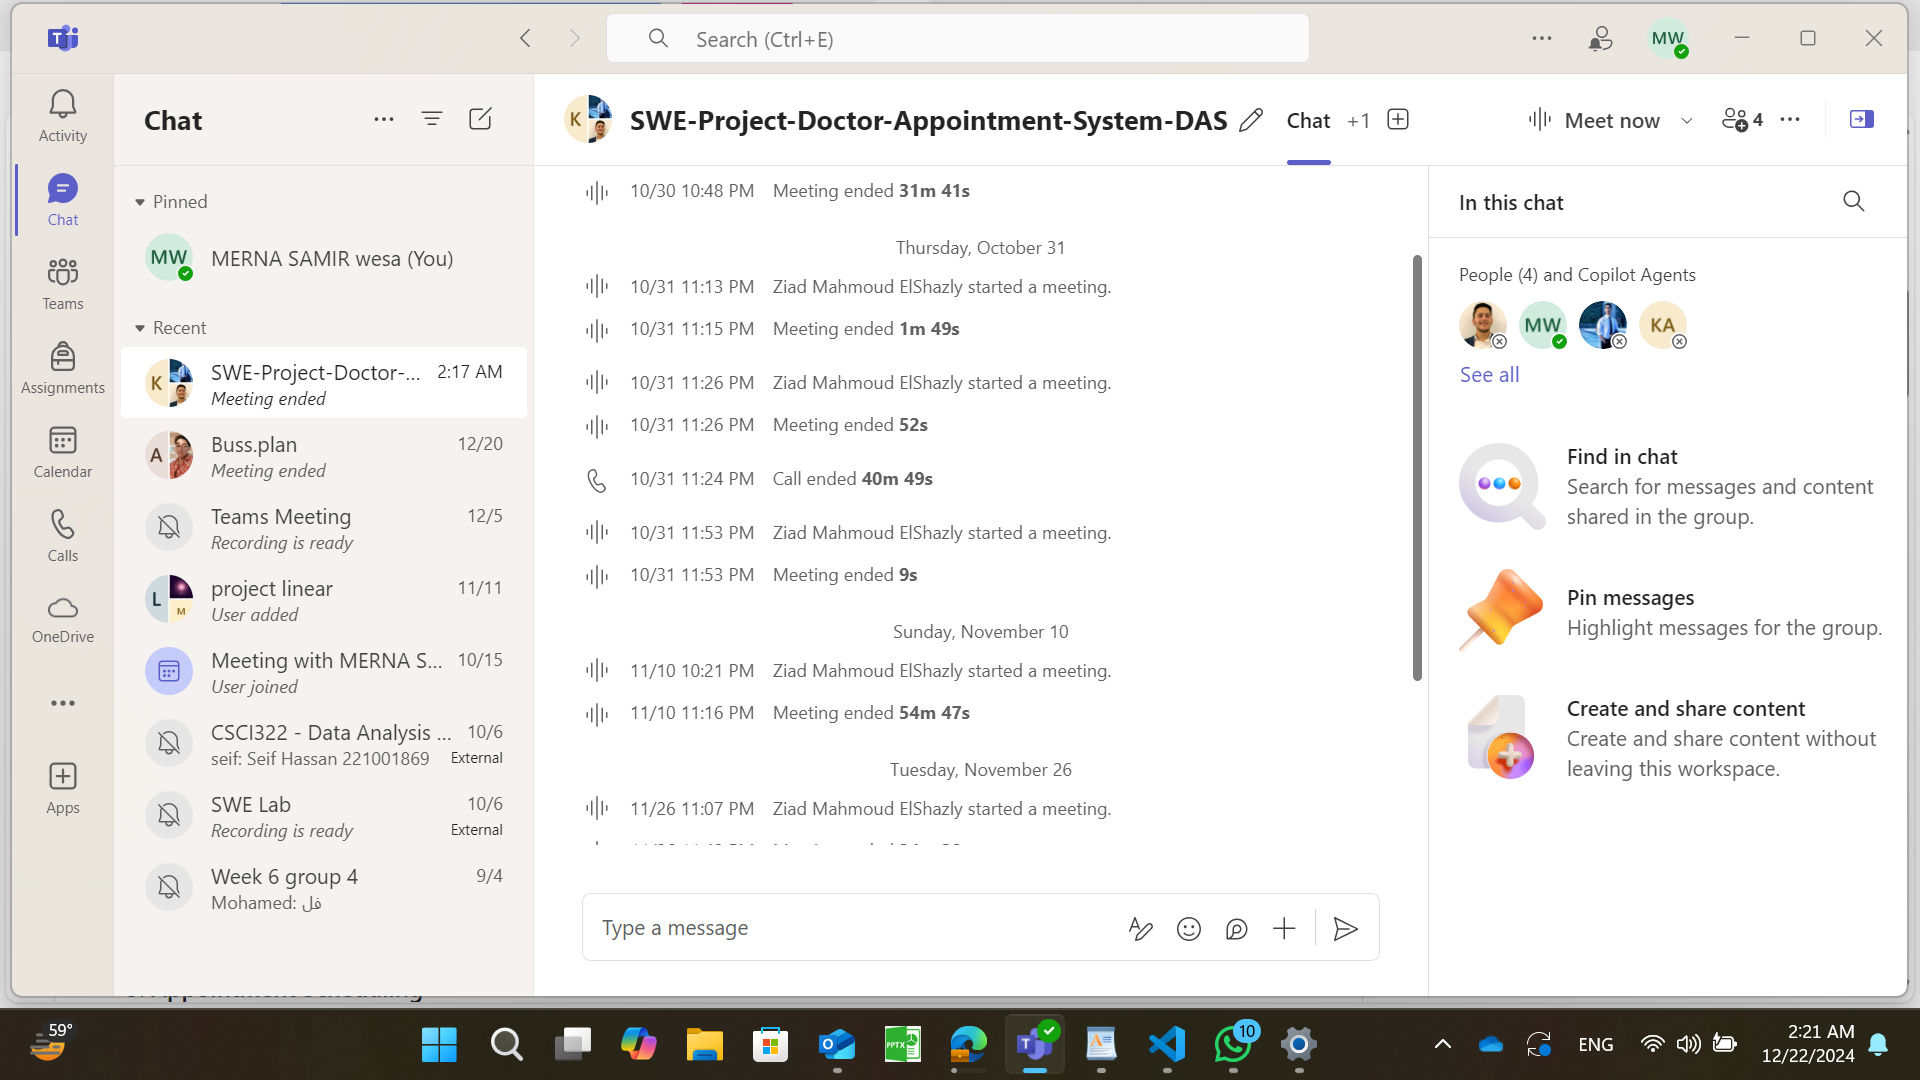 Search (Ctrl+E)
MW
Activity
Chat
Teams
Assignments
Calendar
Calls
OneDrive
Apps
Chat
Pinned
MW
MERNA SAMIR wesa (You)
Recent
K
SWE-Project-Doctor-... 2:17 AM
Meeting ended
A
Buss.plan 12/20
Meeting ended
Teams Meeting 12/5
Recording is ready
L
M
project linear 11/11
User added
Meeting with MERNA S... 10/15
User joined
CSCI322 - Data Analysis ... 10/6
seif: Seif Hassan 221001869 External
SWE Lab 10/6
Recording is ready External
Week 6 group 4 9/4
Mohamed: فل
K
SWE-Project-Doctor-Appointment-System-DAS Chat +1 Meet now 4
10/30 10:48 PM Meeting ended 31m 41s
Thursday, October 31
10/31 11:13 PM Ziad Mahmoud ElShazly started a meeting.
10/31 11:15 PM Meeting ended 1m 49s
10/31 11:26 PM Ziad Mahmoud ElShazly started a meeting.
10/31 11:26 PM Meeting ended 52s
10/31 11:24 PM Call ended 40m 49s
10/31 11:53 PM Ziad Mahmoud ElShazly started a meeting.
10/31 11:53 PM Meeting ended 9s
Sunday, November 10
11/10 10:21 PM Ziad Mahmoud ElShazly started a meeting.
11/10 11:16 PM Meeting ended 54m 47s
Tuesday, November 26
11/26 11:07 PM Ziad Mahmoud ElShazly started a meeting.
Type a message
In this chat
People (4) and Copilot Agents
MW KA
See all
Find in chat
Search for messages and content
shared in the group.
Pin messages
Highlight messages for the group.
Create and share content
Create and share content without
leaving this workspace.
59°
PPTX
10
ENG
2:21 AM
12/22/2024